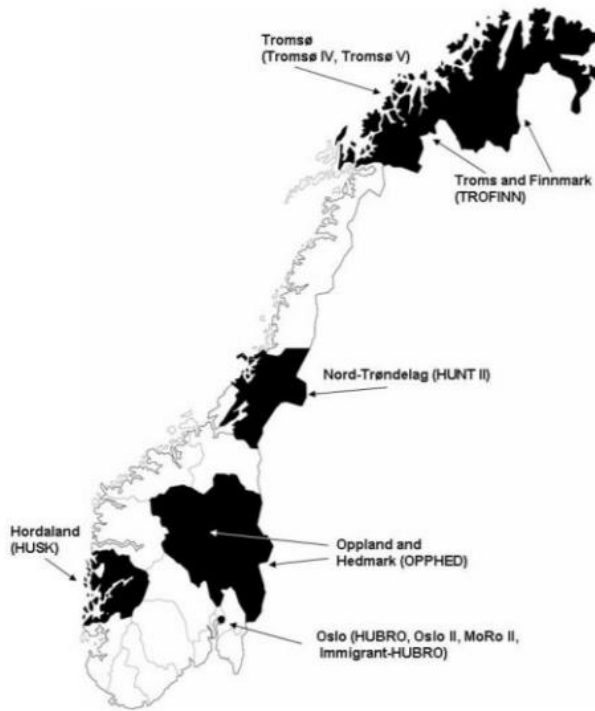 Tromsø
(Tromsø IV, Tromsø V)
Troms and Finnmark
(TROFINN)
Nord-Trøndelag (HUNT II)
Hordaland
(HUSK)
Oppland and
Hedmark (OPPHED)
Oslo (HUBRO, Oslo II, MoRo II,
Immigrant-HUBRO)